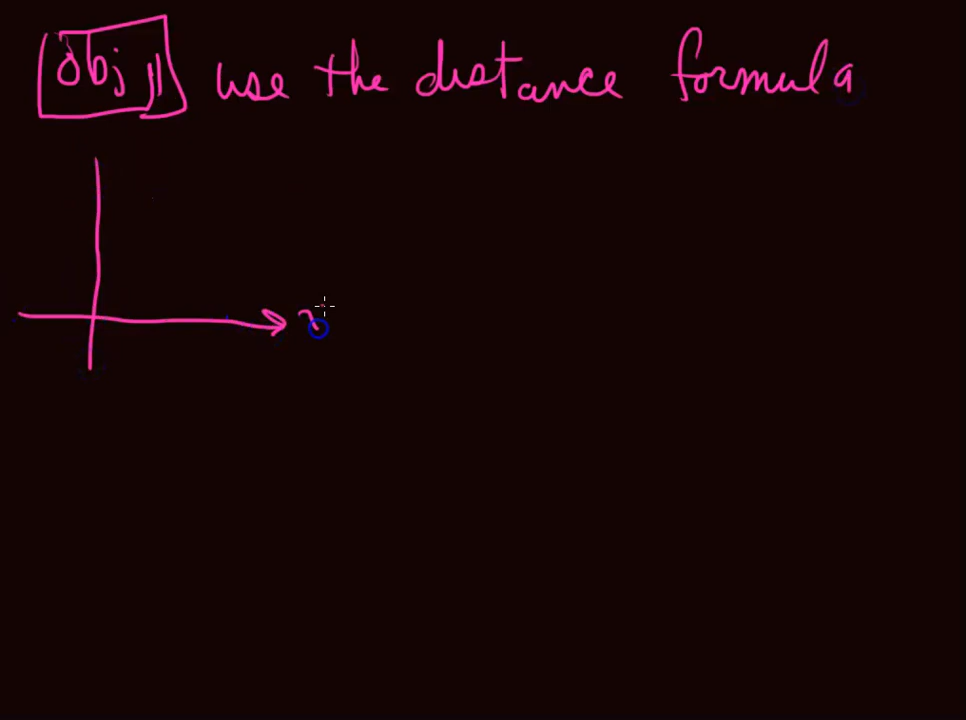 Obj 11 use the distance formula
x